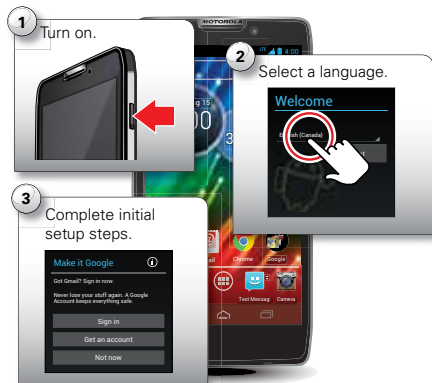 MOTOROLA
1
Turn on.
4:00
2
Select a language.
Welcome
English (Canada)
3
Complete initial
setup steps.
Make it Google
Got Gmail? Sign in now.
Never lose your stuff again. A Google
Account keeps everything safe.
Sign in
Get an account
Not now
Chrome
Google
Text Messag
Camera